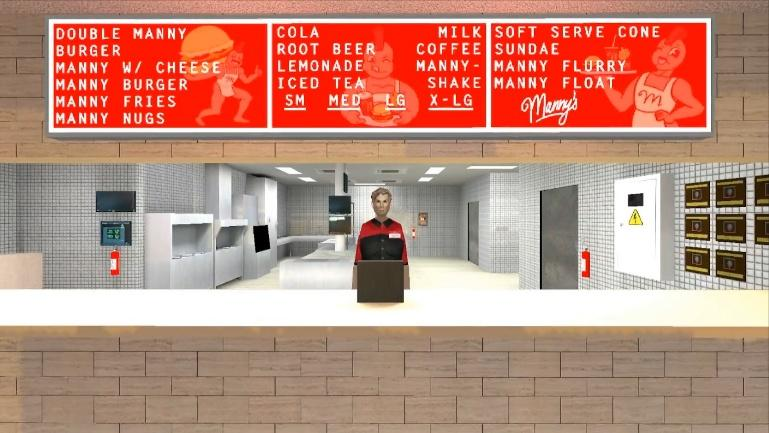 DOUBLE MANNY
BURGER
MANNY W/ CHEESE
MANNY BURGER
MANNY FRIES
MANNY NUGS
COLA MILK
ROOT BEER COFFEE
LEMONADE MANNY-
ICED TEA SHAKE
SM MED LG X-LG
SOFT SERVE CONE
SUNDAE
MANNY FLURRY
MANNY FLOAT
Manny's
m